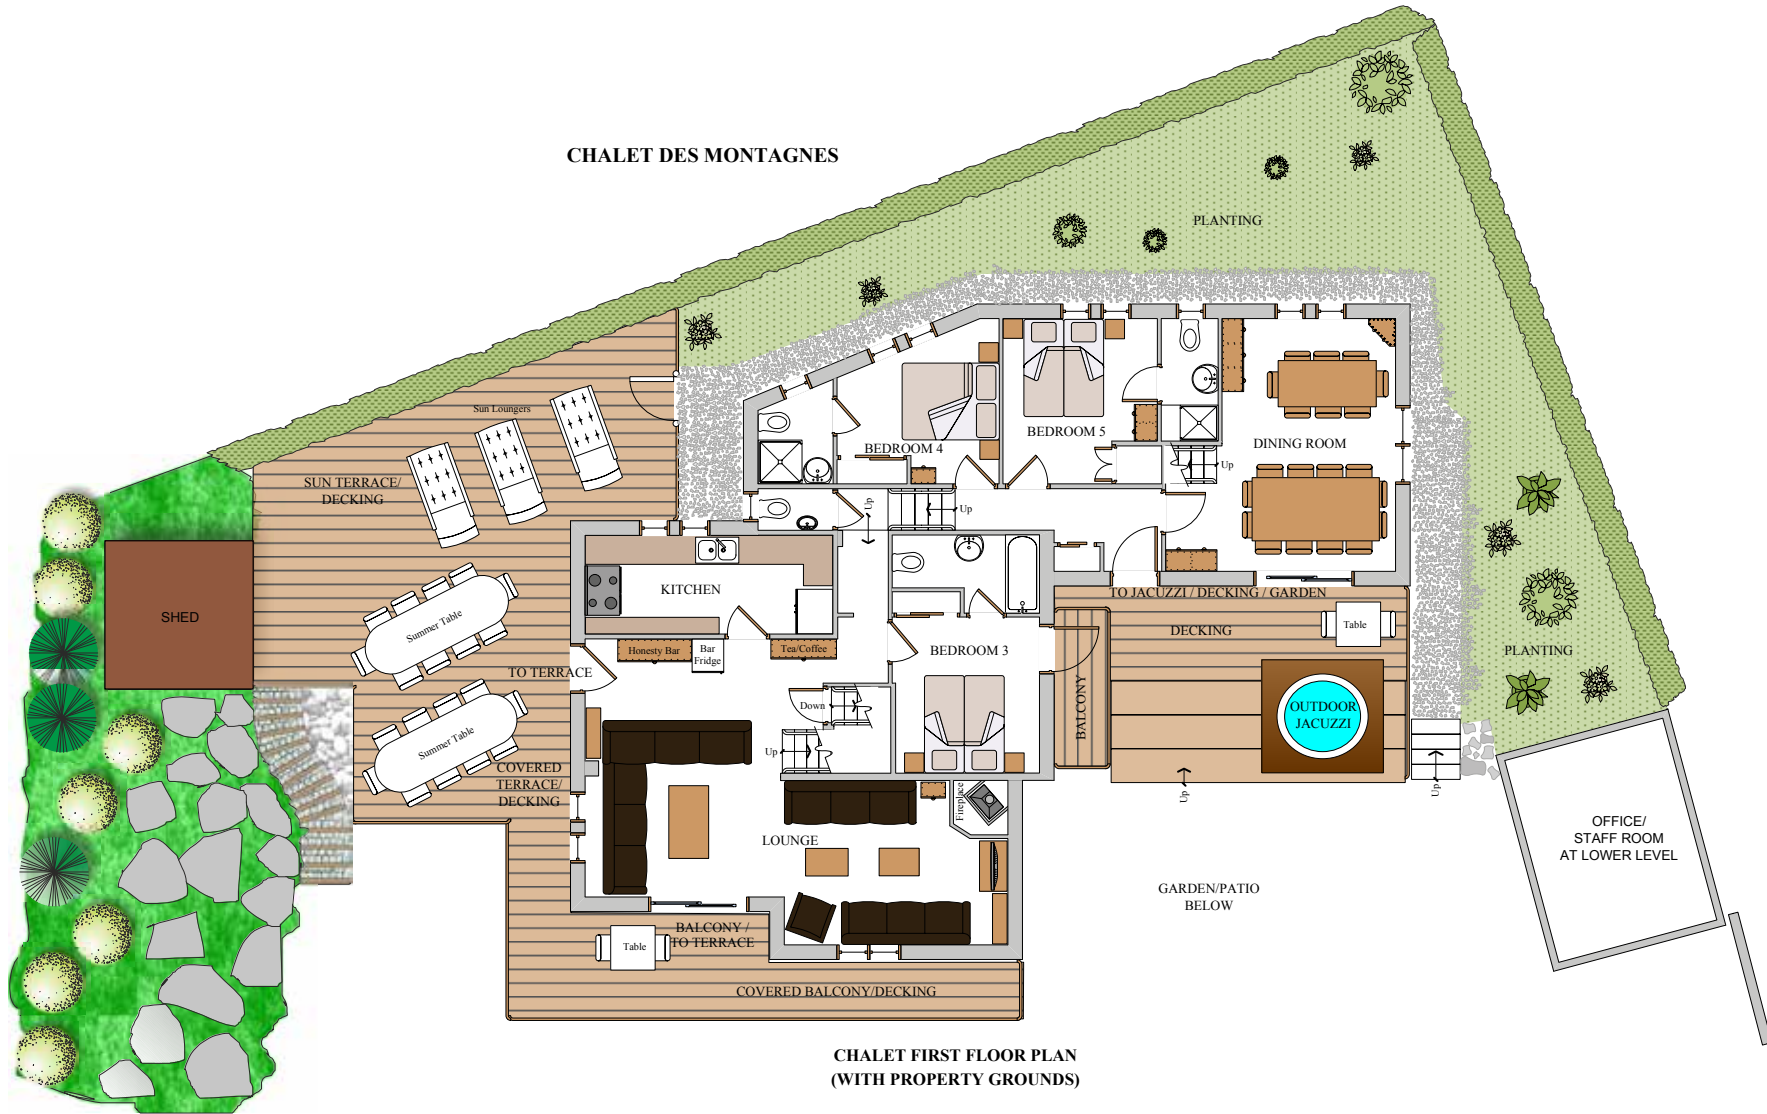 CHALET DES MONTAGNES
PLANTING
Sun Loungers
SUN TERRACE/
DECKING
BEDROOM 4
BEDROOM 5
DINING ROOM
Up
Up
Up
KITCHEN
SHED
Summer Table
Honesty Bar
Bar
Fridge
Tea/Coffee
TO TERRACE
BEDROOM 3
TO JACUZZI / DECKING / GARDEN
DECKING
Table
PLANTING
BALCONY
OUTDOOR
JACUZZI
Down
Up
Summer Table
COVERED
TERRACE/
DECKING
Fireplace
LOUNGE
Up
Up
OFFICE/
STAFF ROOM
AT LOWER LEVEL
GARDEN/PATIO
BELOW
BALCONY /
TO TERRACE
Table
COVERED BALCONY/DECKING
CHALET FIRST FLOOR PLAN
(WITH PROPERTY GROUNDS)